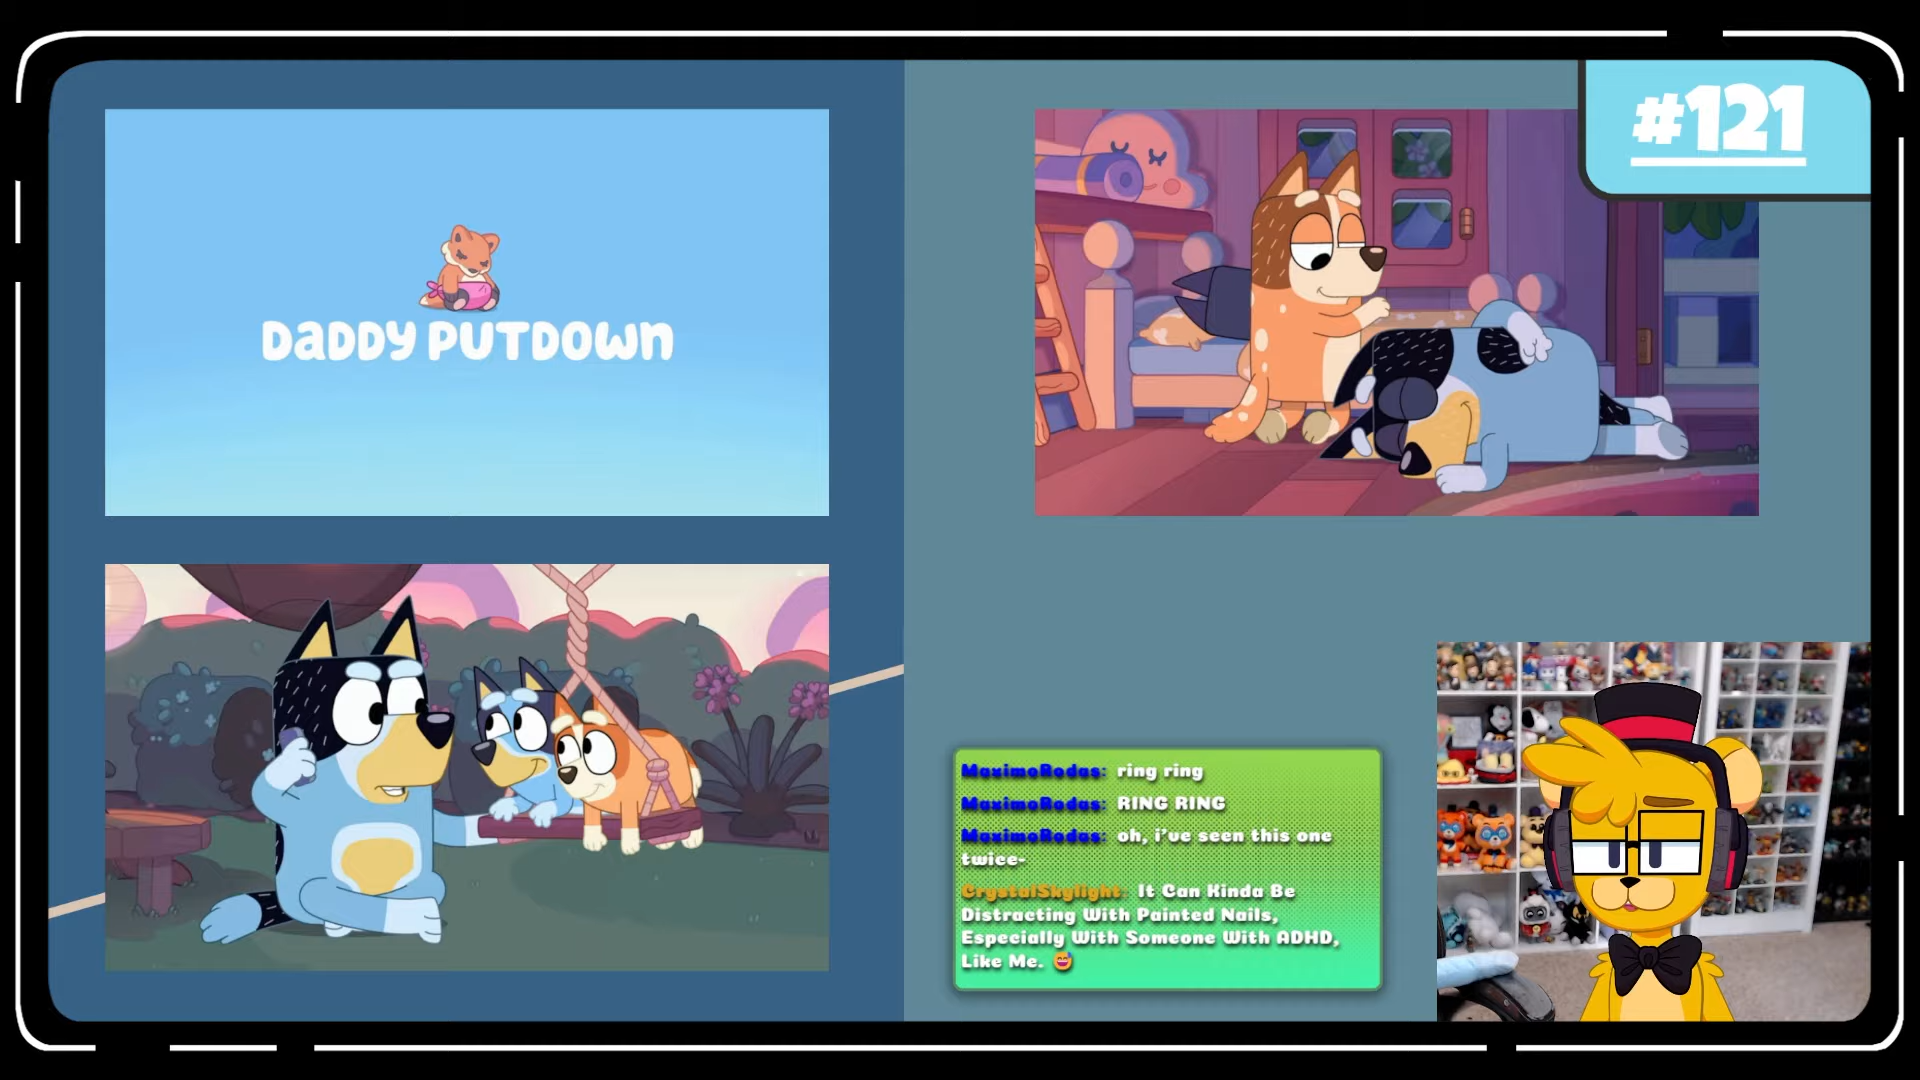 #121
DADDY PUTDOWN
MaximoRodas: ring ring
MaximoRodas: RING RING
MaximoRodas: oh, i've seen this one
twice-
CrystalSkylight: It Can Kinda Be
Distracting With Painted Nails,
Especially With Someone With ADHD,
Like Me. 😅